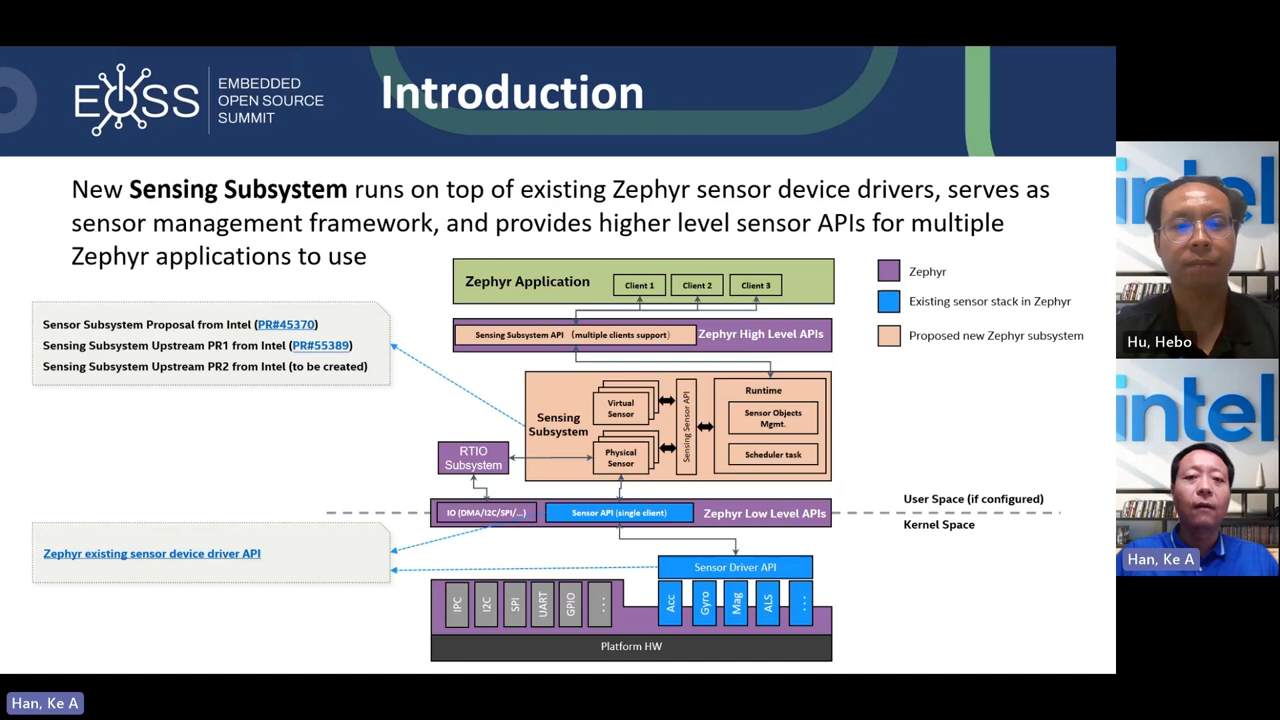 EOSS
EMBEDDED
OPEN SOURCE
SUMMIT
Introduction
New Sensing Subsystem runs on top of existing Zephyr sensor device drivers, serves as
sensor management framework, and provides higher level sensor APIs for multiple
Zephyr applications to use
Sensor Subsystem Proposal from Intel (PR#45370)
Sensing Subsystem Upstream PR1 from Intel (PR#55389)
Sensing Subsystem Upstream PR2 from Intel (to be created)
Zephyr existing sensor device driver API
Zephyr Application
Client 1
Client 2
Client 3
Sensing Subsystem API （multiple clients support）
Zephyr High Level APIs
Sensing
Subsystem
Virtual
Sensor
Physical
Sensor
Sensing Sensor API
Runtime
Sensor Objects
Mgmt.
Scheduler task
RTIO
Subsystem
IO (DMA/I2C/SPI/...)
Sensor API (single client)
Zephyr Low Level APIs
Sensor Driver API
IPC
I2C
SPI
UART
GPIO
...
Acc
Gyro
Mag
ALS
...
Platform HW
Zephyr
Existing sensor stack in Zephyr
Proposed new Zephyr subsystem
User Space (if configured)
Kernel Space
intel
Hu, Hebo
intel
Han, Ke A
Han, Ke A